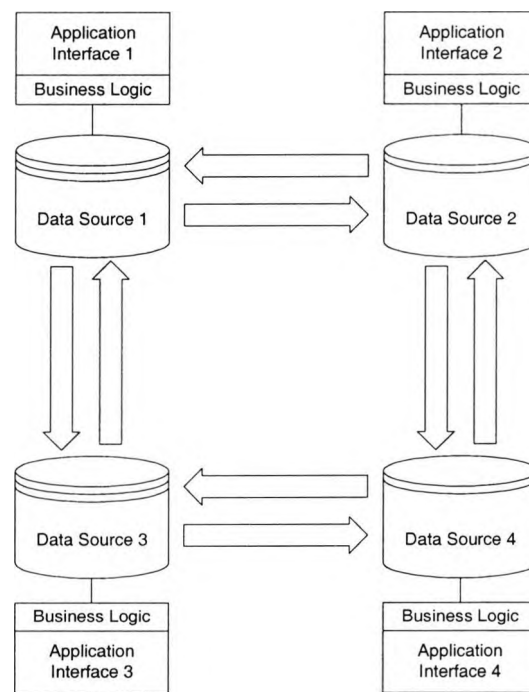 Application
Interface 1
Business Logic
Application
Interface 2
Business Logic
Data Source 1
Data Source 2
Data Source 3
Data Source 4
Business Logic
Application
Interface 3
Business Logic
Application
Interface 4